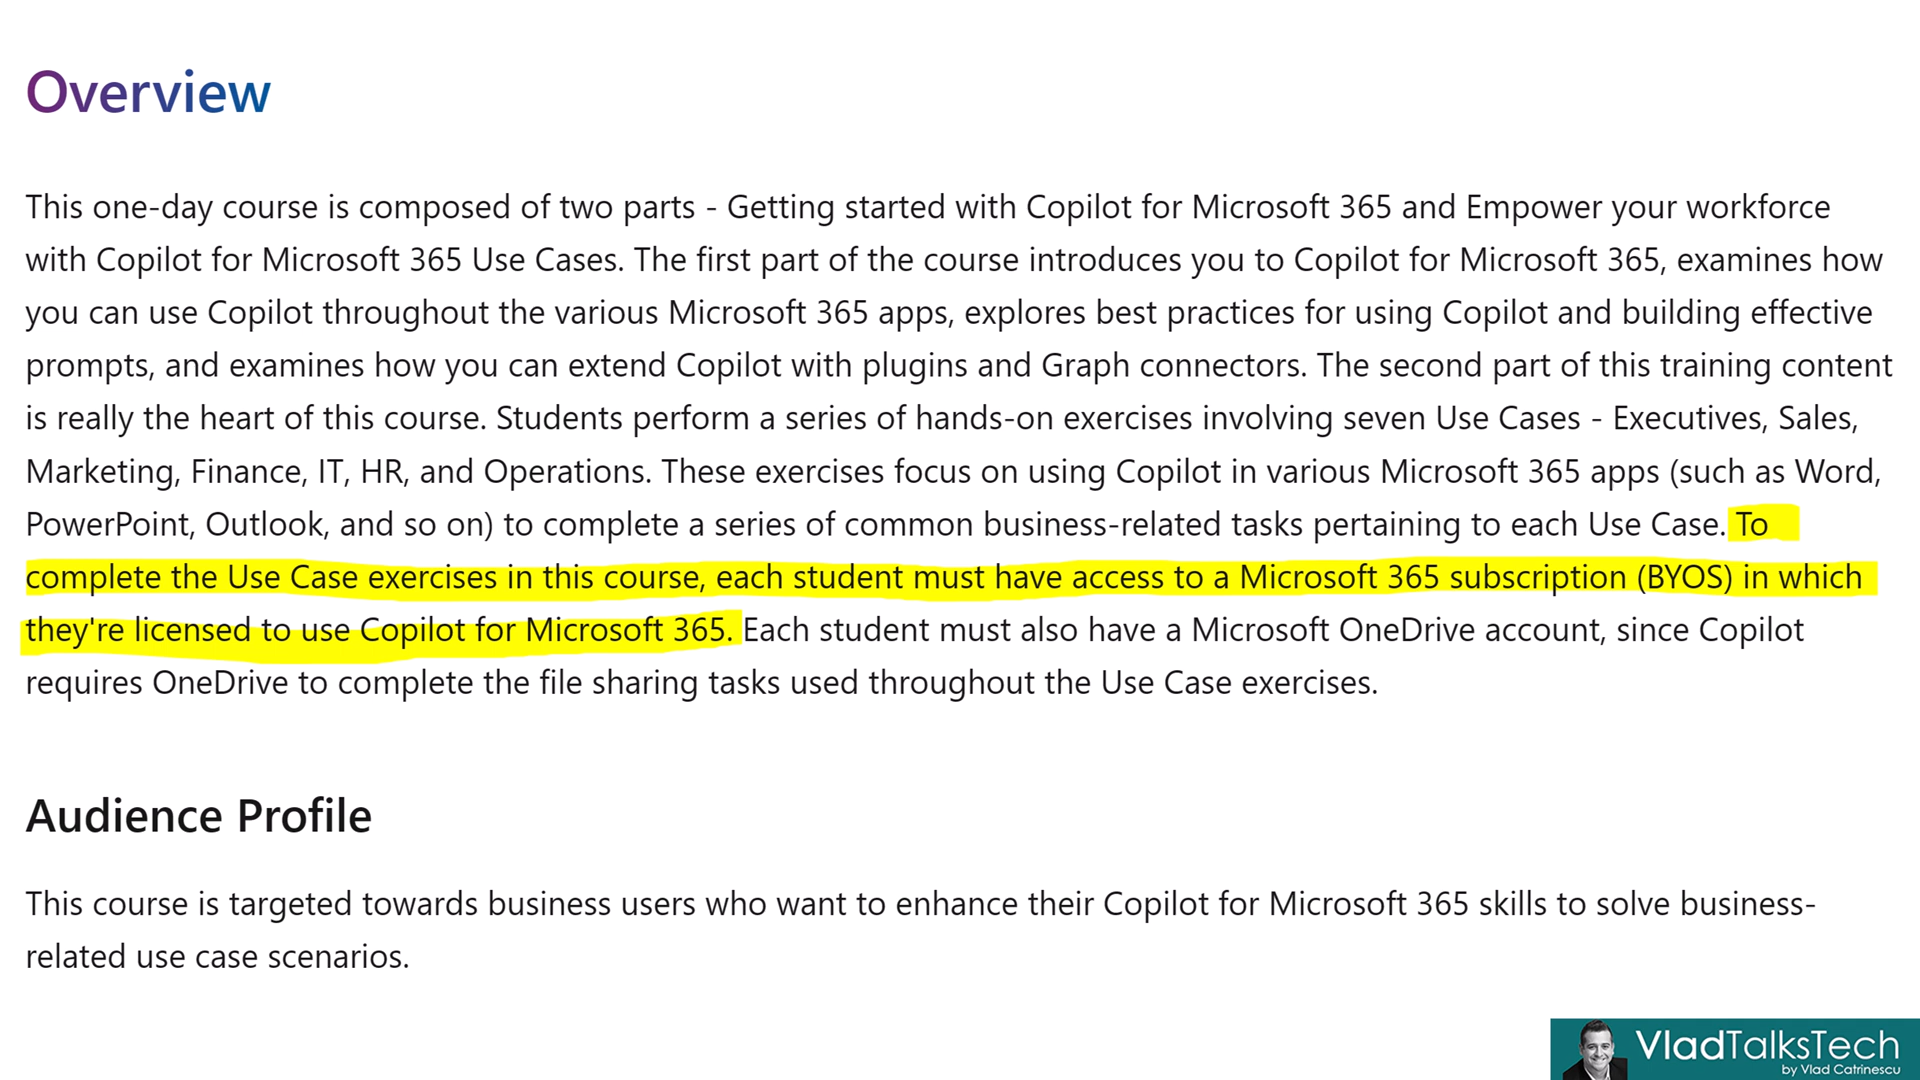 Overview
This one-day course is composed of two parts - Getting started with Copilot for Microsoft 365 and Empower your workforce
with Copilot for Microsoft 365 Use Cases. The first part of the course introduces you to Copilot for Microsoft 365, examines how
you can use Copilot throughout the various Microsoft 365 apps, explores best practices for using Copilot and building effective
prompts, and examines how you can extend Copilot with plugins and Graph connectors. The second part of this training content
is really the heart of this course. Students perform a series of hands-on exercises involving seven Use Cases - Executives, Sales,
Marketing, Finance, IT, HR, and Operations. These exercises focus on using Copilot in various Microsoft 365 apps (such as Word,
PowerPoint, Outlook, and so on) to complete a series of common business-related tasks pertaining to each Use Case. To
complete the Use Case exercises in this course, each student must have access to a Microsoft 365 subscription (BYOS) in which
they're licensed to use Copilot for Microsoft 365. Each student must also have a Microsoft OneDrive account, since Copilot
requires OneDrive to complete the file sharing tasks used throughout the Use Case exercises.
Audience Profile
This course is targeted towards business users who want to enhance their Copilot for Microsoft 365 skills to solve business-
related use case scenarios.
VladTalksTech
by Vlad Catrinescu